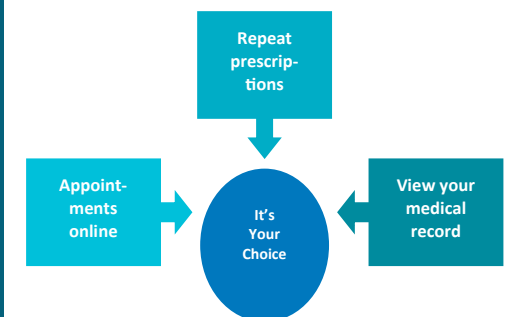 Repeat
prescrip-
tions
Appoint-
ments
online
It's
Your
Choice
View your
medical
record